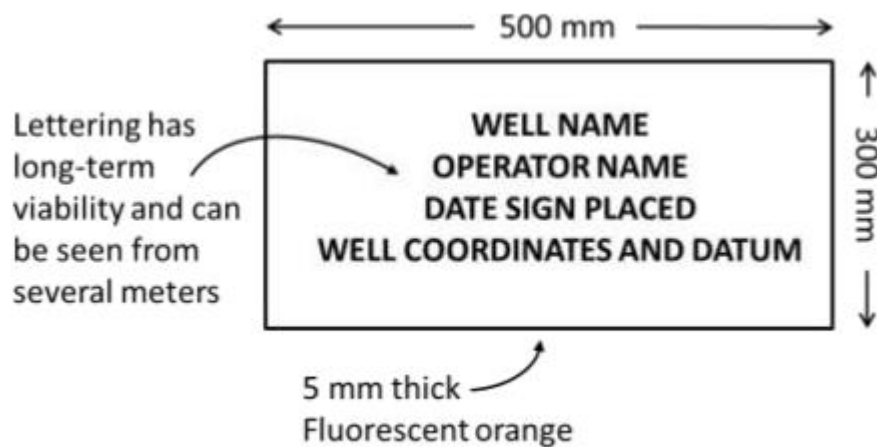 500 mm
WELL NAME
OPERATOR NAME
DATE SIGN PLACED
WELL COORDINATES AND DATUM
300 mm
Lettering has
long-term
viability and can
be seen from
several meters
5 mm thick
Fluorescent orange